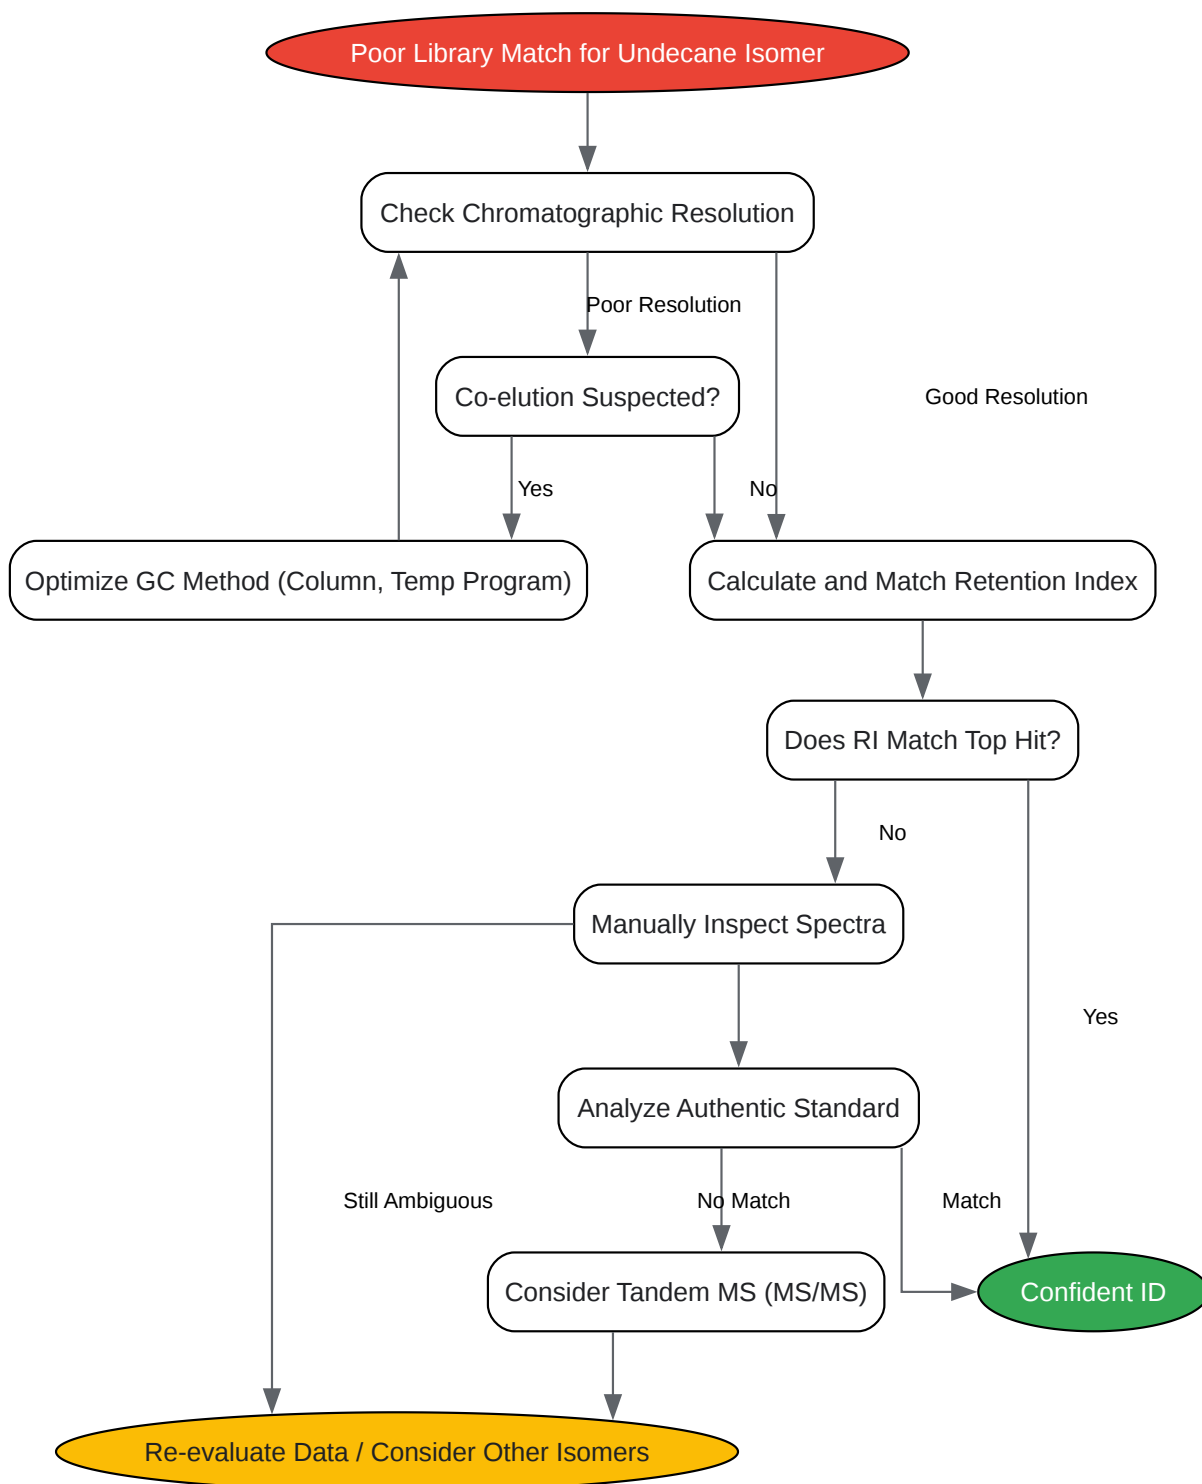 Poor Library Match for Undecane Isomer
Check Chromatographic Resolution
Poor Resolution
Co-elution Suspected?
Good Resolution
Yes
No
Optimize GC Method (Column, Temp Program)
Calculate and Match Retention Index
Does RI Match Top Hit?
No
Manually Inspect Spectra
Yes
Analyze Authentic Standard
Still Ambiguous
No Match
Match
Consider Tandem MS (MS/MS)
Confident ID
Re-evaluate Data / Consider Other Isomers